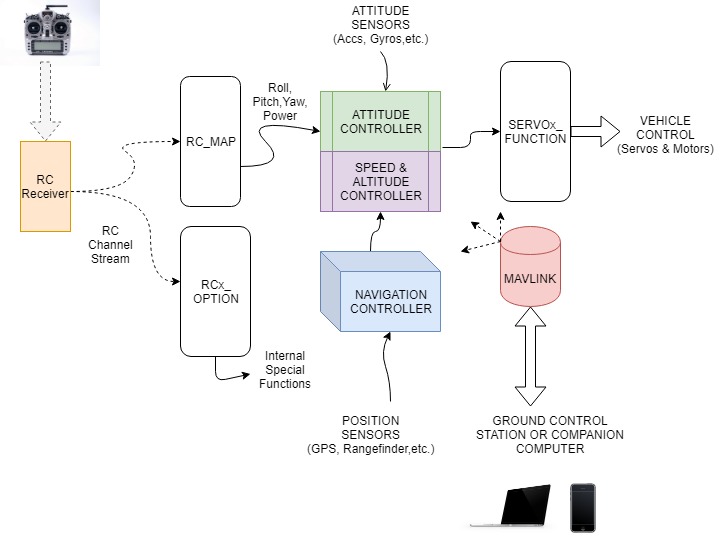 ATTITUDE
SENSORS
(Accs, Gyros,etc.)
Roll,
Pitch,Yaw,
Power
RC_MAP
ATTITUDE
CONTROLLER
SPEED &
ALTITUDE
CONTROLLER
SERVOx_
FUNCTION
VEHICLE
CONTROL
(Servos & Motors)
RC
Receiver
RC
Channel
Stream
RCx_
OPTION
Internal
Special
Functions
NAVIGATION
CONTROLLER
MAVLINK
POSITION
SENSORS
(GPS, Rangefinder,etc.)
GROUND CONTROL
STATION OR COMPANION
COMPUTER